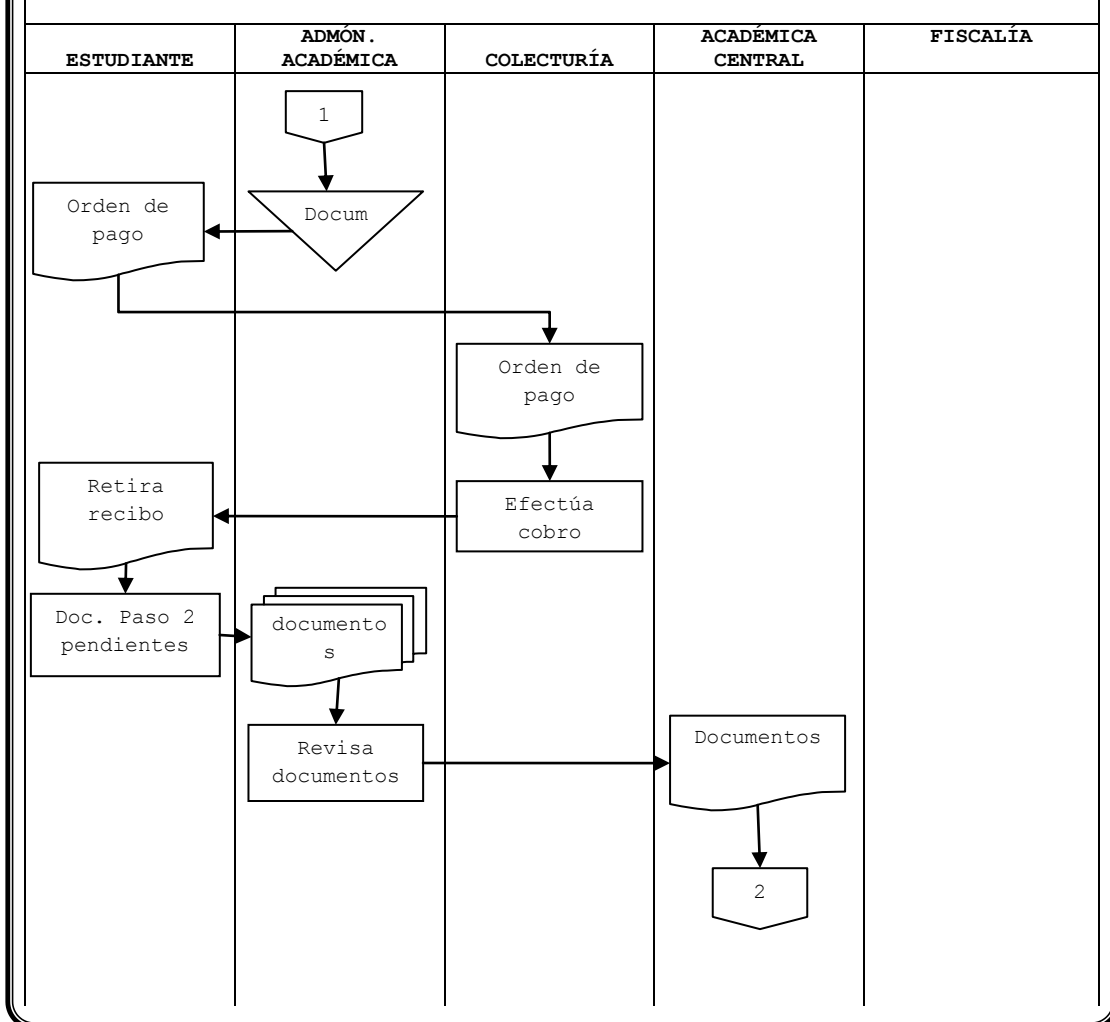 ESTUDIANTE
ADMÓN.
ACADÉMICA
COLECTURÍA
ACADÉMICA
CENTRAL
FISCALÍA
1
Docum
Orden de
pago
Orden de
pago
Efectúa
cobro
Retira
recibo
Doc. Paso 2
pendientes
documento
s
Revisa
documentos
Documentos
2